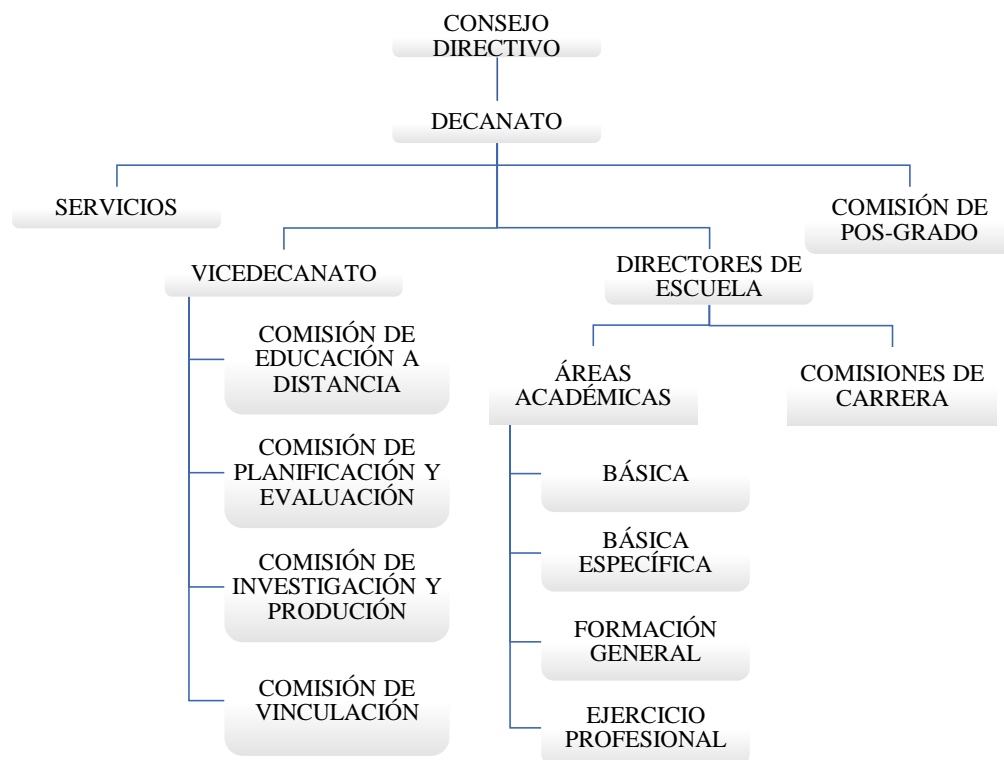 CONSEJO
DIRECTIVO
DECANATO
SERVICIOS
COMISIÓN DE
POS-GRADO
VICEDECANATO
DIRECTORES DE
ESCUELA
COMISIÓN DE
EDUCACIÓN A
DISTANCIA
COMISIÓN DE
PLANIFICACIÓN Y
EVALUACIÓN
COMISIÓN DE
INVESTIGACIÓN Y
PRODUCIÓN
COMISIÓN DE
VINCULACIÓN
ÁREAS
ACADÉMICAS
COMISIONES DE
CARRERA
BÁSICA
BÁSICA
ESPECÍFICA
FORMACIÓN
GENERAL
EJERCICIO
PROFESIONAL